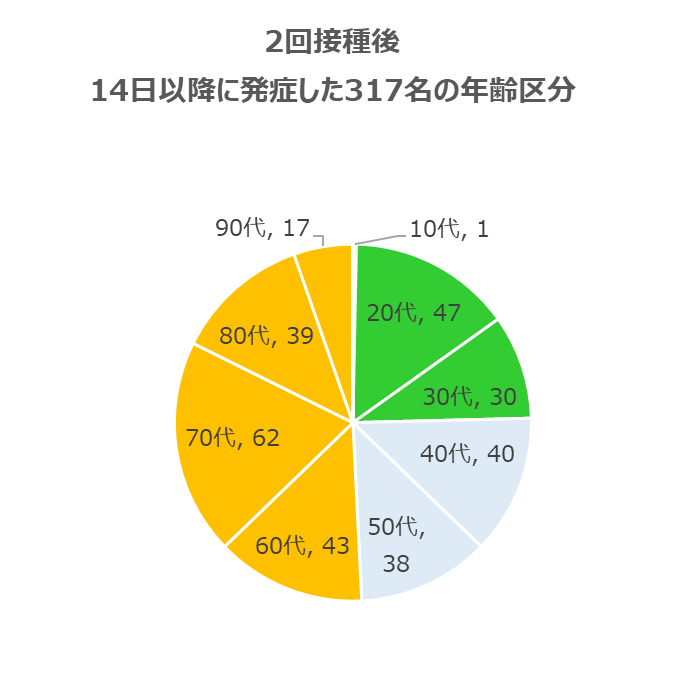 2回接種後
14日以降に発症した317名の年齢区分
90代, 17
10代, 1
20代, 47
80代, 39
30代, 30
70代, 62
40代, 40
50代,
38
60代, 43